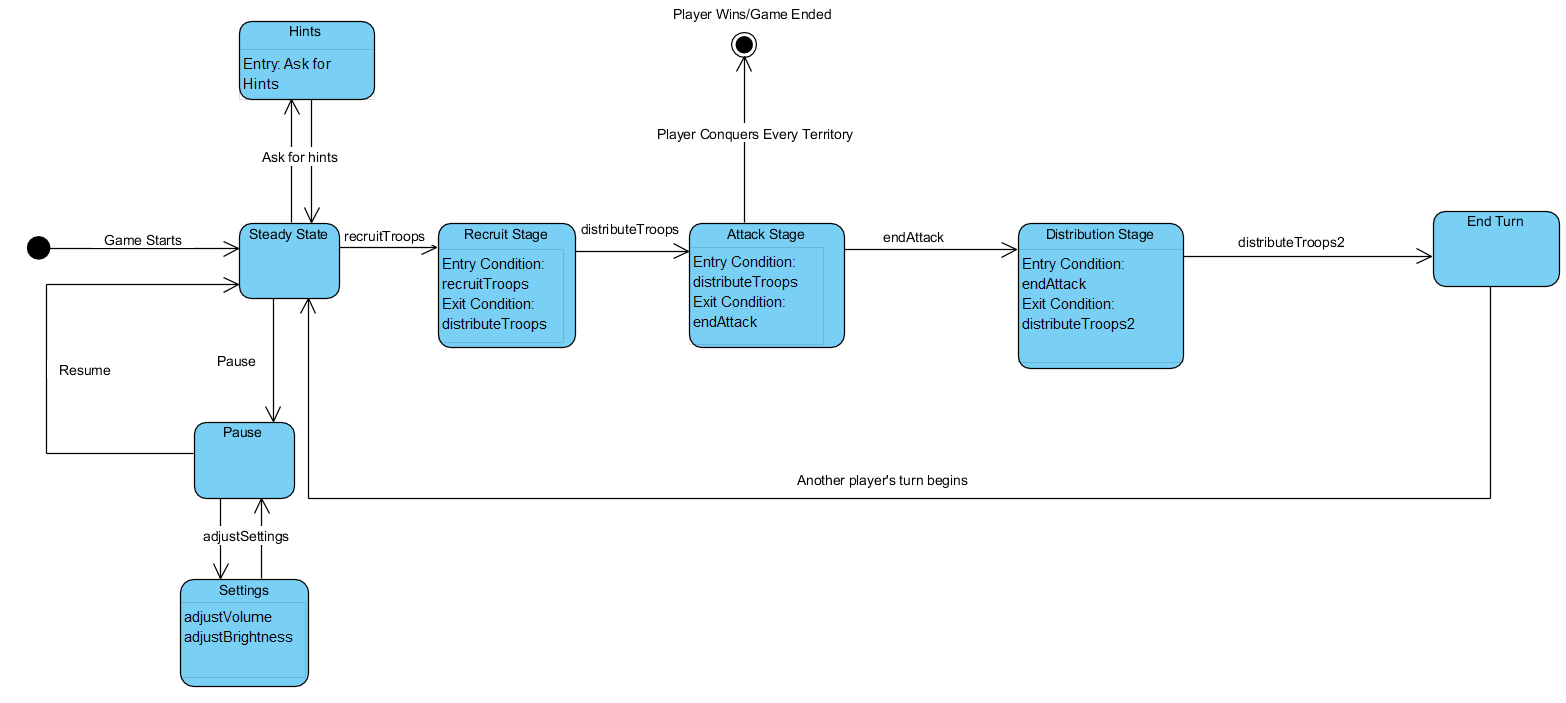 Player Wins/Game Ended
Hints
Entry: Ask for
Hints
Player Conquers Every Territory
Ask for hints
Game Starts
Steady State
recruitTroops
Recruit Stage
Entry Condition:
recruitTroops
Exit Condition:
distributeTroops
distributeTroops
Attack Stage
Entry Condition:
distributeTroops
Exit Condition:
endAttack
endAttack
Distribution Stage
Entry Condition:
endAttack
Exit Condition:
distributeTroops2
distributeTroops2
End Turn
Resume
Pause
Pause
Another player's turn begins
adjustSettings
Settings
adjustVolume
adjustBrightness